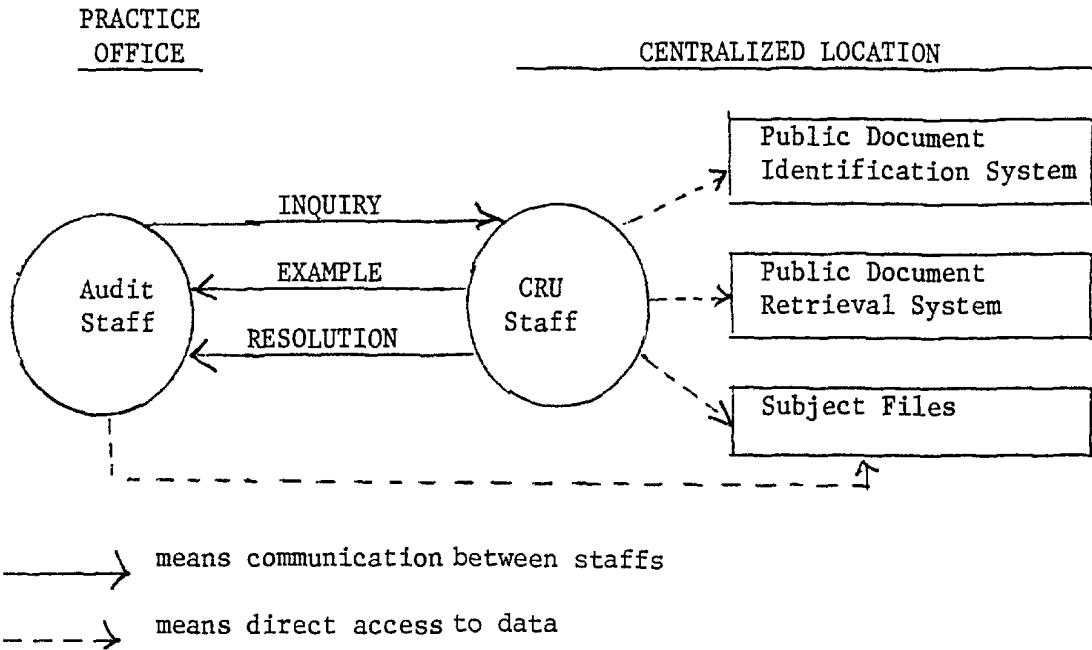 PRACTICE
OFFICE
CENTRALIZED LOCATION
Public Document
Identification System
INQUIRY
EXAMPLE
RESOLUTION
Audit
Staff
CRU
Staff
Public Document
Retrieval System
Subject Files
means communication between staffs
means direct access to data